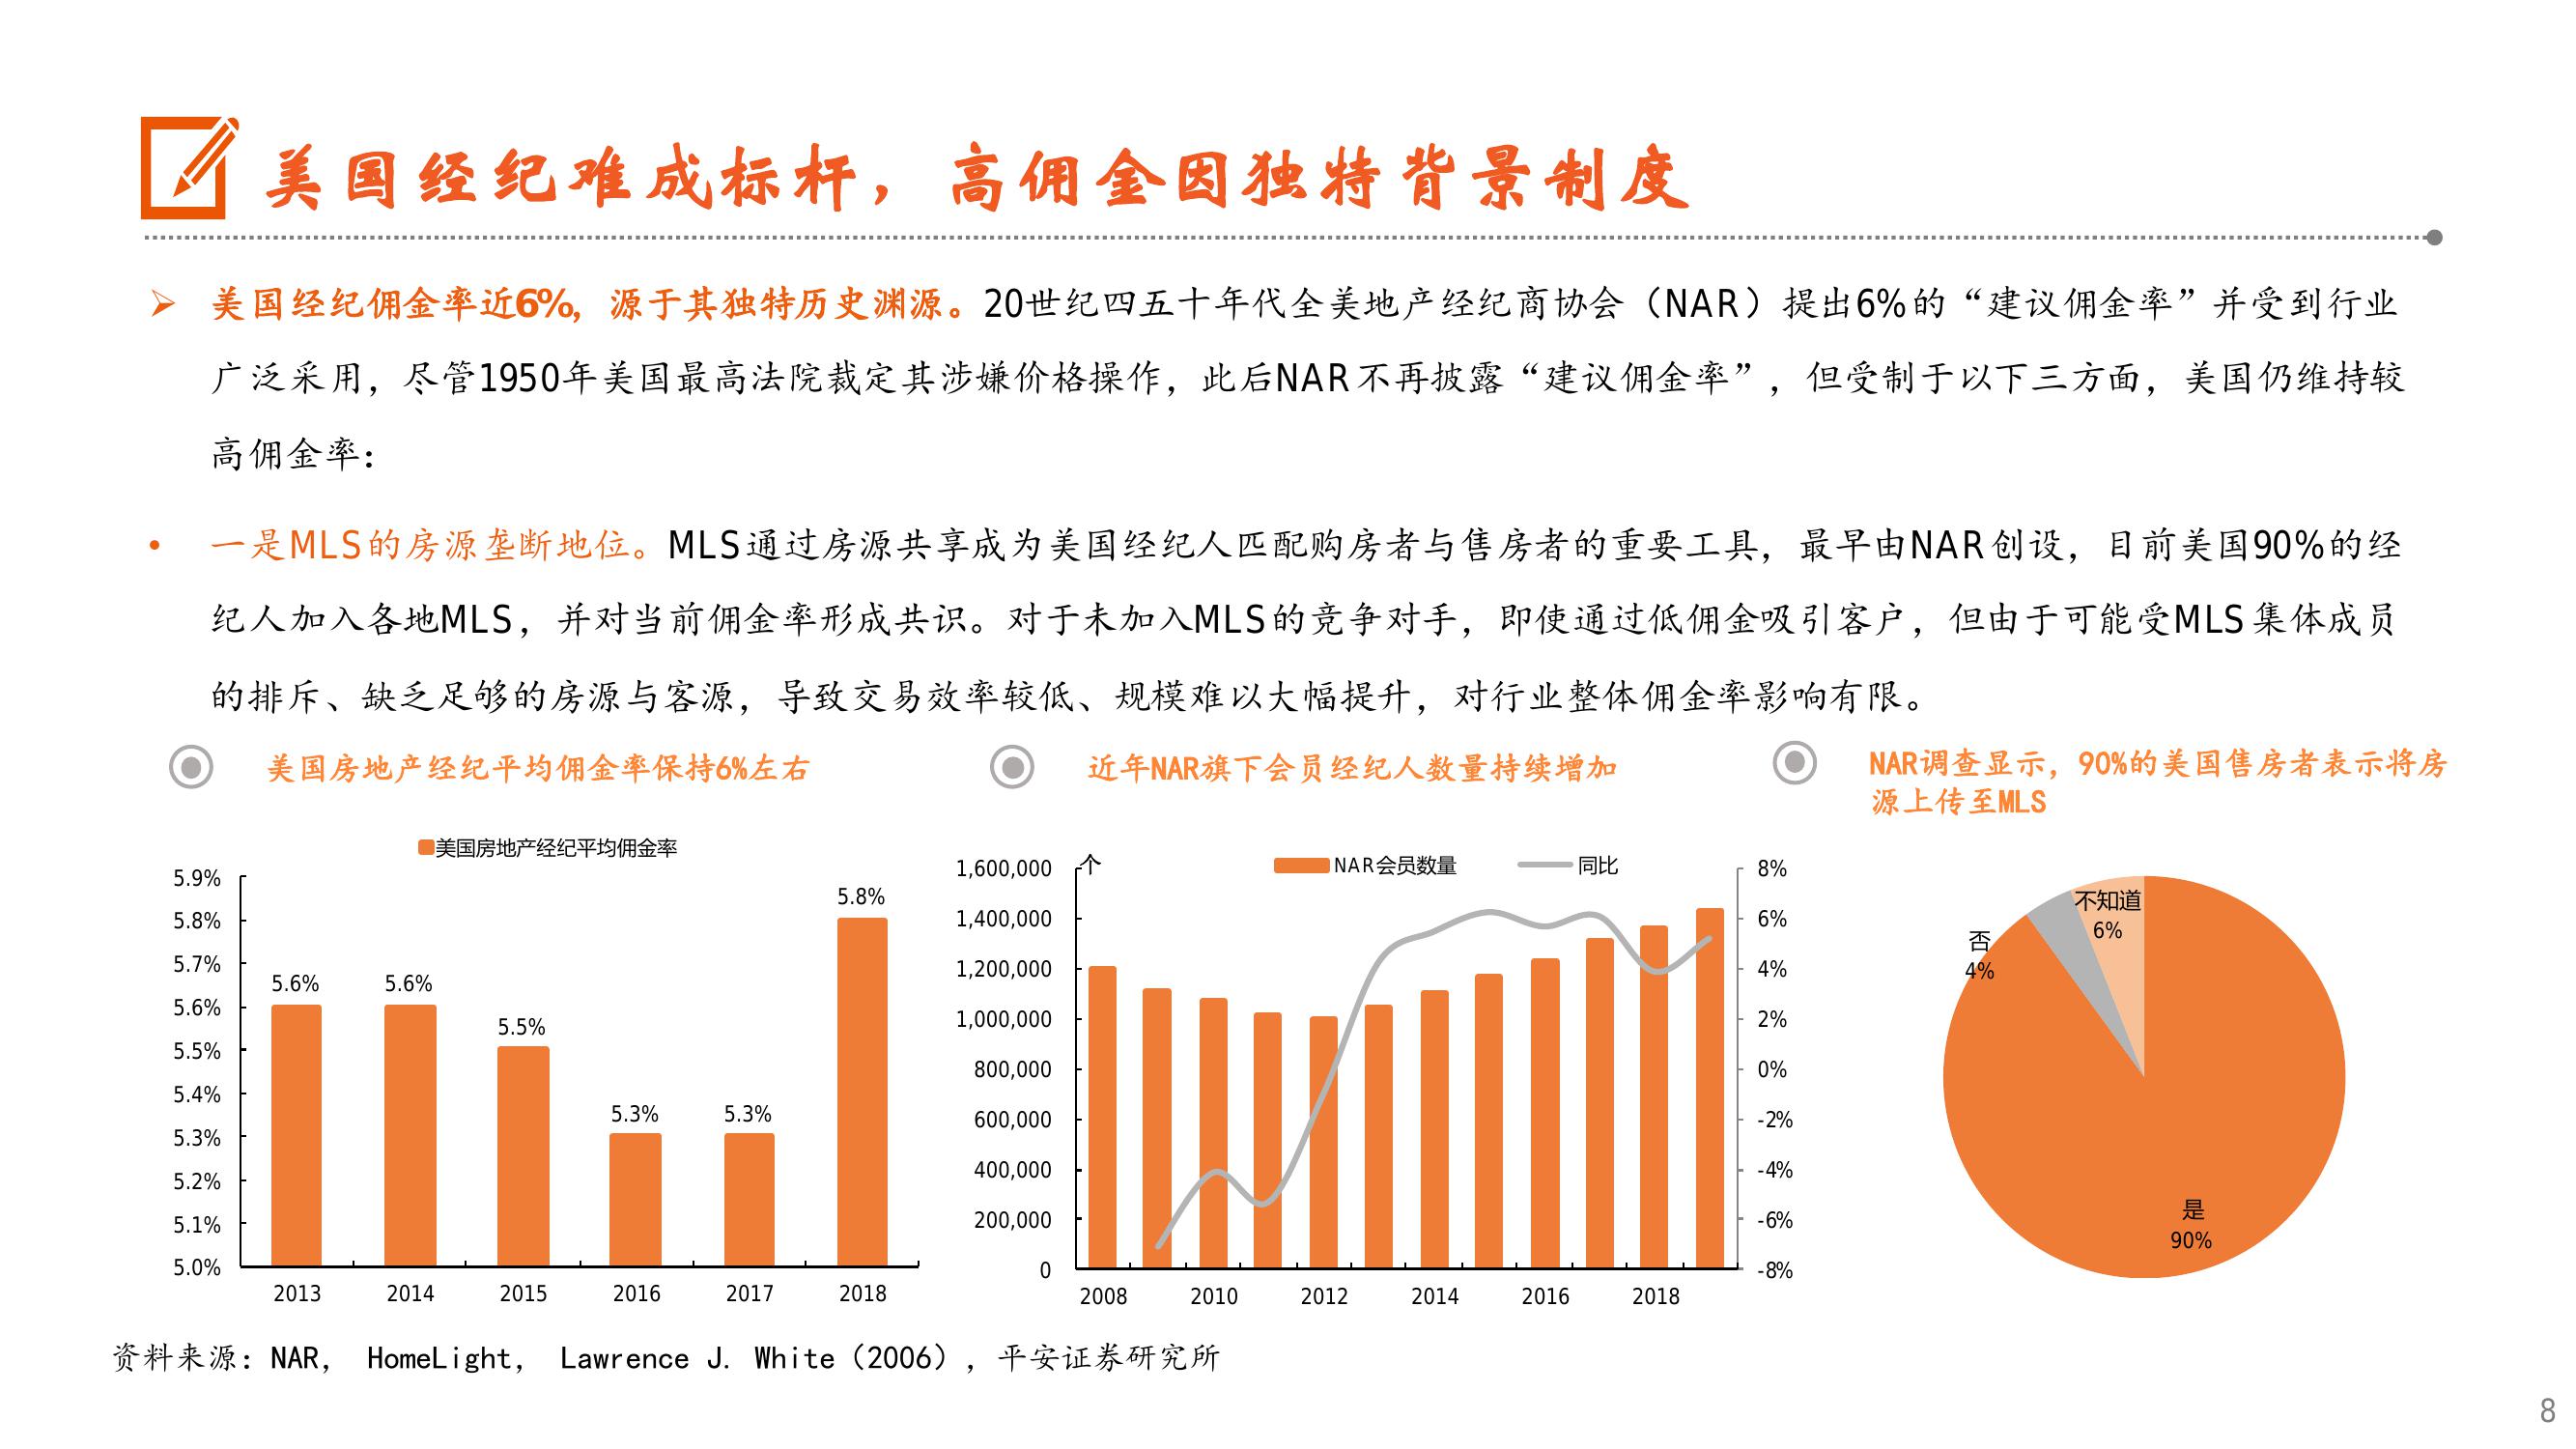 美国经纪难成标杆，高佣金因独特背景制度
➢ 美国经纪佣金率近6%，源于其独特历史渊源。20世纪四五十年代全美地产经纪商协会（NAR）提出6%的“建议佣金率”并受到行业
广泛采用，尽管1950年美国最高法院裁定其涉嫌价格操作，此后NAR不再披露“建议佣金率”，但受制于以下三方面，美国仍维持较
高佣金率：
• 一是MLS的房源垄断地位。MLS通过房源共享成为美国经纪人匹配购房者与售房者的重要工具，最早由NAR创设，目前美国90%的经
纪人加入各地MLS，并对当前佣金率形成共识。对于未加入MLS的竞争对手，即使通过低佣金吸引客户，但由于可能受MLS集体成员
的排斥、缺乏足够的房源与客源，导致交易效率较低、规模难以大幅提升，对行业整体佣金率影响有限。
美国房地产经纪平均佣金率保持6%左右
美国房地产经纪平均佣金率
5.9%
5.8%
5.7%
5.6%
5.5%
5.4%
5.3%
5.2%
5.1%
5.0%
5.6%
5.6%
5.5%
5.3%
5.3%
5.8%
2013 2014 2015 2016 2017 2018
近年NAR旗下会员经纪人数量持续增加
个
NAR会员数量 同比
1,600,000
1,400,000
1,200,000
1,000,000
800,000
600,000
400,000
200,000
0
8%
6%
4%
2%
0%
-2%
-4%
-6%
-8%
2008 2010 2012 2014 2016 2018
NAR调查显示，90%的美国售房者表示将房
源上传至MLS
不知道
6%
否
4%
是
90%
资料来源：NAR， HomeLight， Lawrence J. White（2006），平安证券研究所
8